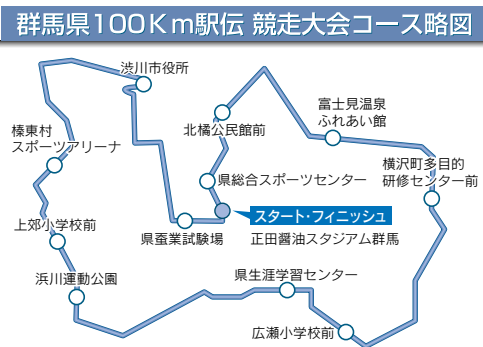 群馬県100Km駅伝 競走大会コース略図
渋川市役所
富士見温泉
ふれあい館
北橘公民館前
榛東村
スポーツアリーナ
横沢町多目的
研修センター前
県総合スポーツセンター
スタート・フィニッシュ
上郊小学校前
県蚕業試験場
正田醤油スタジアム群馬
浜川運動公園
県生涯学習センター
広瀬小学校前